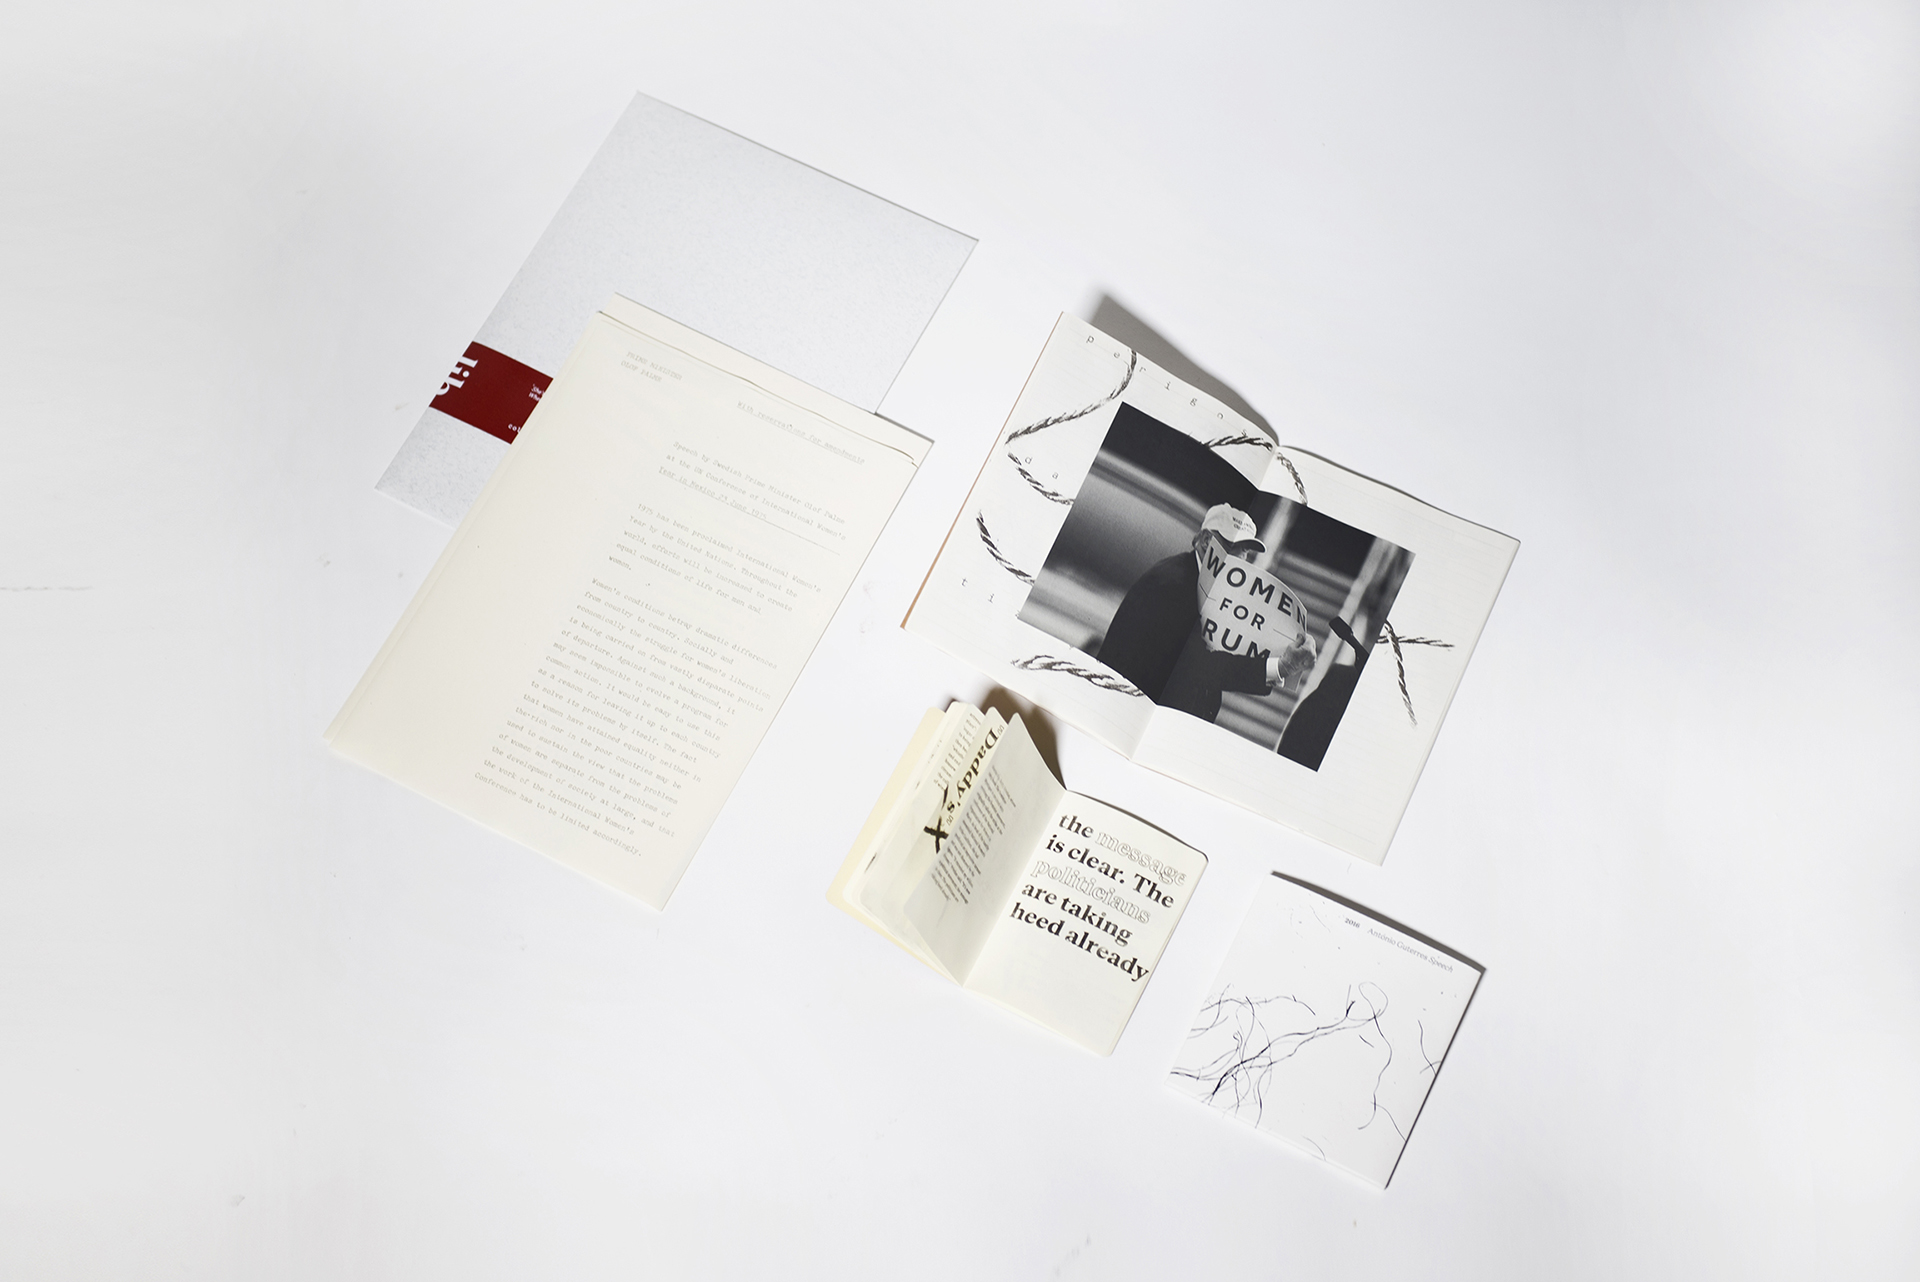 PRIME MINISTER
OLOF PALME
With reservations for amendments
Speech by Swedish Prime Minister Olof Palme
at the UN Conference of International Women's
Year in Mexico 23 June 1975
1975 has been proclaimed International Women's
Year by the United Nations. Throughout the
world, efforts will be increased to create
equal conditions of life for men and
women.
Women's conditions betray dramatic differences
from country to country. Socially and
economically the struggle for women's liberation
is being carried on from vastly disparate points
of departure. Against such a background, it
may seem impossible to evolve a program for
common action. It would be easy to use this
as a reason for leaving it up to each country
to solve its problems by itself. The fact
that women have attained equality neither in
the rich nor in the poor countries may be
used to sustain the view that the problems
of women are separate from the problems of
the development of society at large, and that
the work of the International Women's
Conference has to be limited accordingly.
perigo
da
ti
WOMEN
FOR
RUM
Daddy's
the message
is clear. The
politicians
are taking
heed already
2016 António Guterres Speech